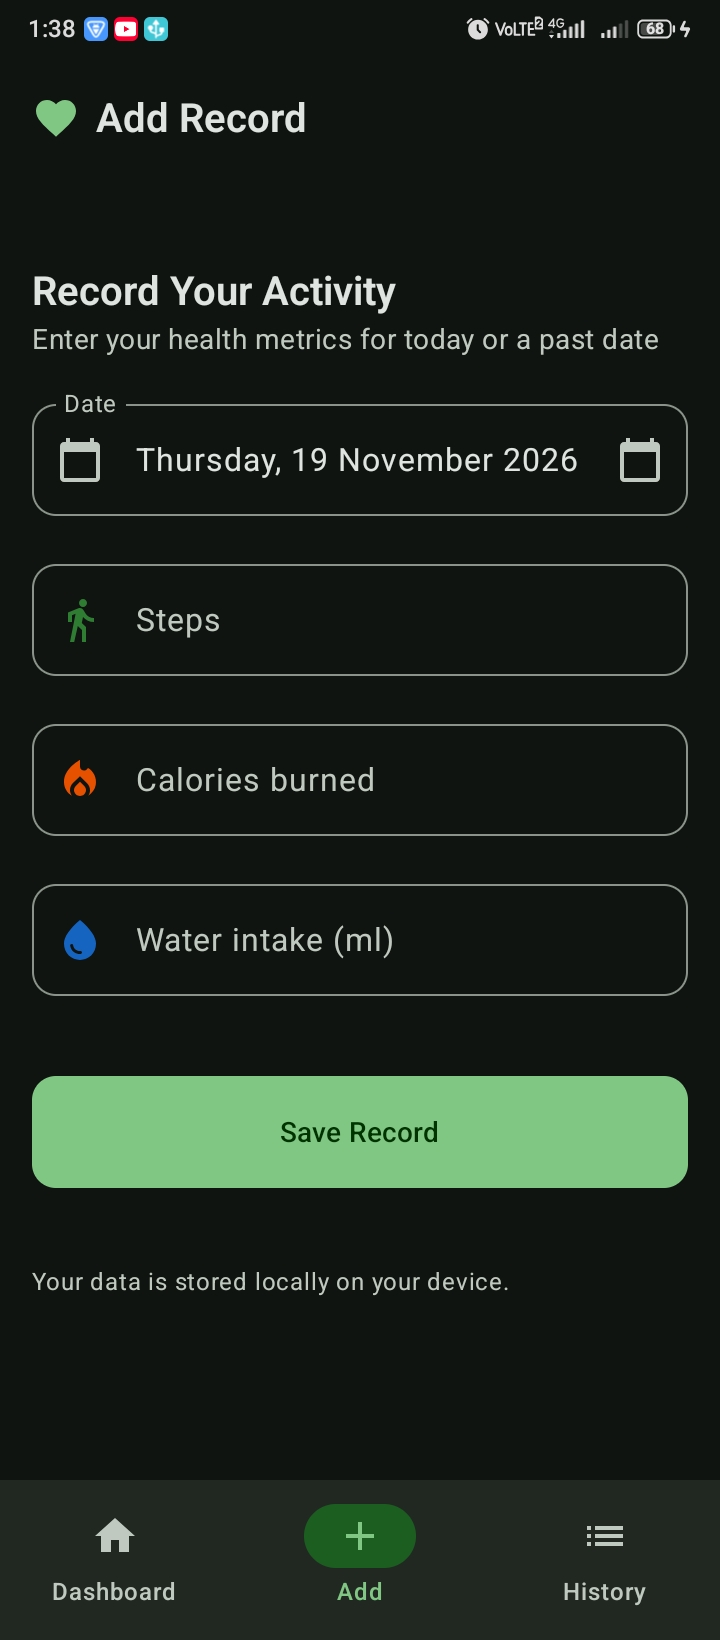 1:38 VoLTE 2 4G 68
Add Record
Record Your Activity
Enter your health metrics for today or a past date
Date
Thursday, 19 November 2026
Steps
Calories burned
Water intake (ml)
Save Record
Your data is stored locally on your device.
Dashboard Add History